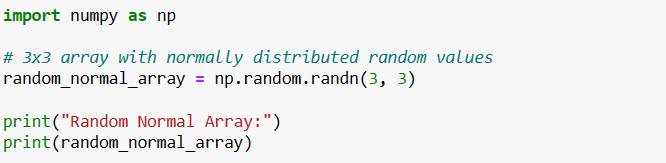 import numpy as np
# 3x3 array with normally distributed random values
random_normal_array = np.random.randn(3, 3)
print("Random Normal Array:")
print(random_normal_array)